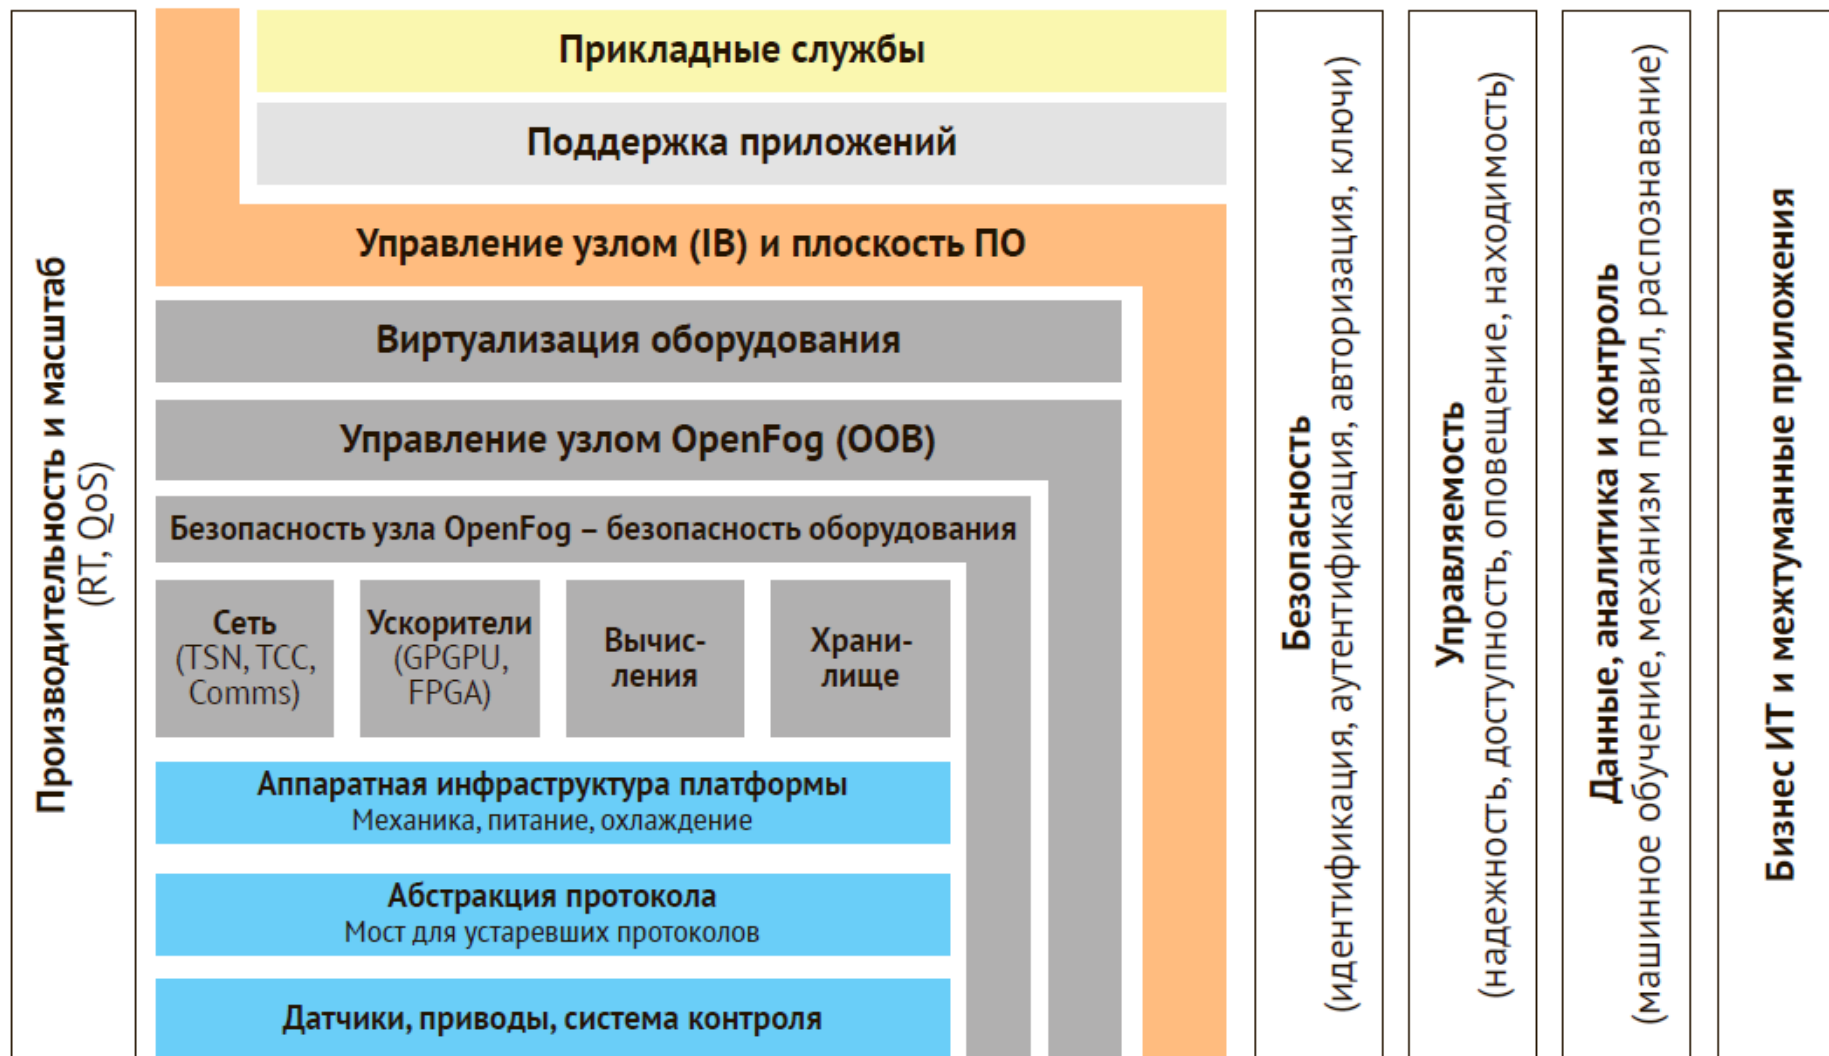 Производительность и масштаб
(RT, QoS)
Прикладные службы
Поддержка приложений
Управление узлом (IB) и плоскость ПО
Виртуализация оборудования
Управление узлом OpenFog (OOB)
Безопасность узла OpenFog – безопасность оборудования
Сеть
(TSN, TCC,
Comms)
Ускорители
(GPGPU,
FPGA)
Вычис-
ления
Храни-
лище
Аппаратная инфраструктура платформы
Механика, питание, охлаждение
Абстракция протокола
Мост для устаревших протоколов
Датчики, приводы, система контроля
Безопасность
(идентификация, аутентификация, авторизация, ключи)
Управляемость
(надежность, доступность, оповещение, находимость)
Данные, аналитика и контроль
(машинное обучение, механизм правил, распознавание)
Бизнес ИТ и межтуманные приложения